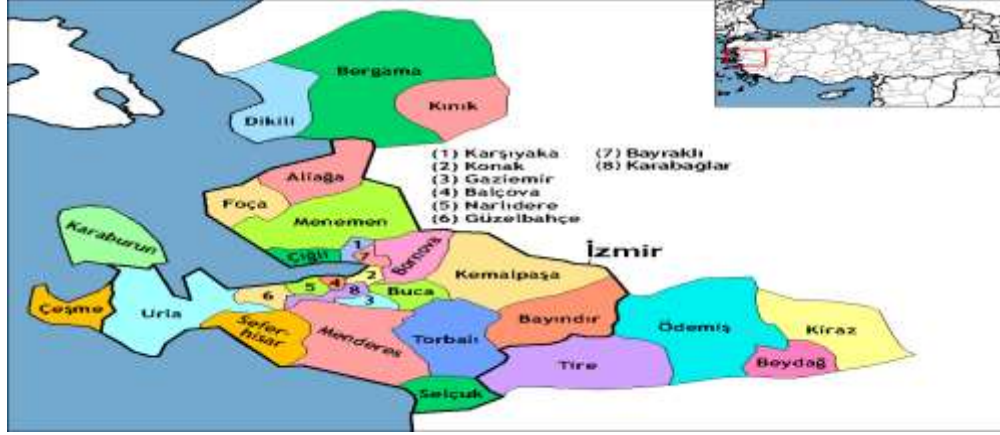 Bergama
Kınık
Dikili
(1) Karşıyaka
(2) Konak
(3) Gaziemir
(4) Balçova
(5) Narlıdere
(6) Güzelbahçe
(7) Bayraklı
(8) Karabağlar
Aliağa
Foça
Menemen
Karaburun
Çiğli
1
7
Bornova
İzmir
2
Kemalpaşa
5
4
8
Buca
6
3
Çeşme
Urla
Sefer-
hisar
Menderes
Torbalı
Bayındır
Ödemiş
Kiraz
Tire
Beydağ
Selçuk